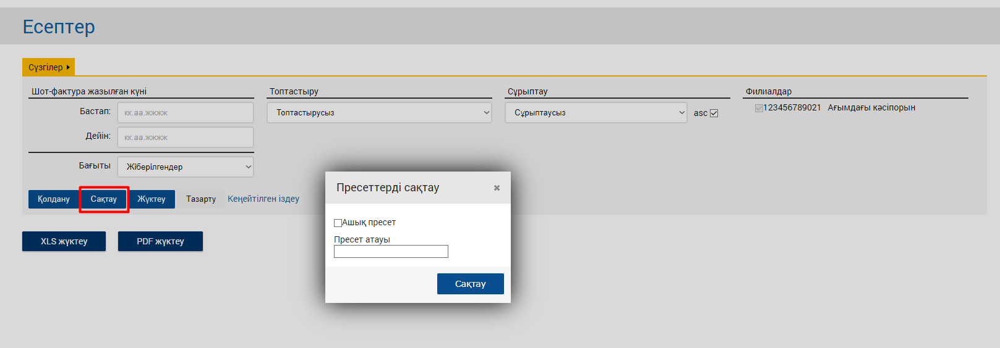 Есептер
Сүзгілер
Шот-фактура жазылған күні
Бастап:
кк.аа.жжжж
Дейін:
кк.аа.жжжж
Бағыты
Жіберілгендер
Топтастыру
Топтастырусыз
Сұрыптау
Сұрыптаусыз
asc
Филиалдар
123456789021 Ағымдағы кәсіпорын
Қолдану Сақтау Жүктеу Тазарту Кеңейтілген іздеу
XLS жүктеу PDF жүктеу
Пресеттерді сақтау
Ашық пресет
Пресет атауы
Сақтау